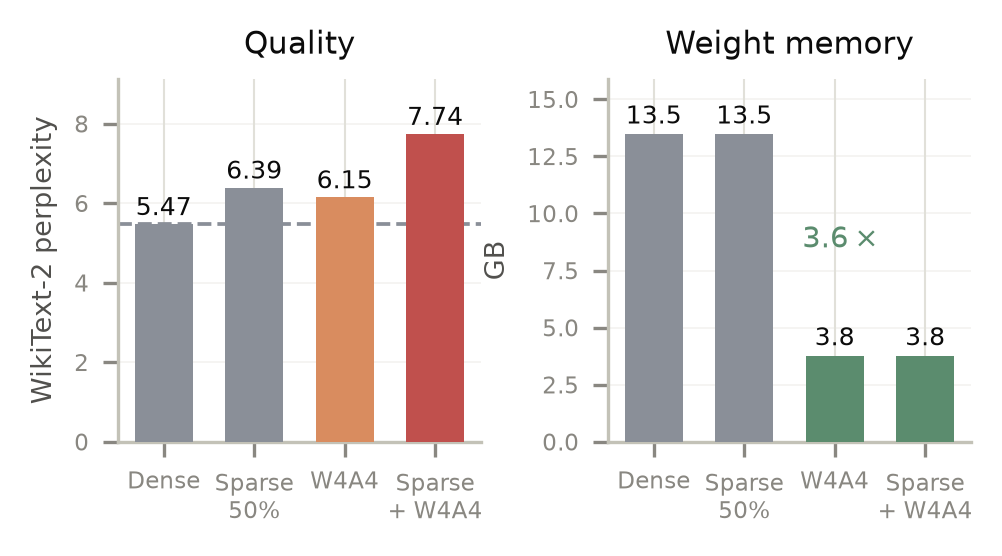 Quality
WikiText-2 perplexity
8
6
4
2
0
5.47
6.39
6.15
7.74
Dense
Sparse
50%
W4A4
Sparse
+ W4A4
Weight memory
GB
15.0
12.5
10.0
7.5
5.0
2.5
0.0
13.5
13.5
3.6 ×
3.8
3.8
Dense
Sparse
50%
W4A4
Sparse
+ W4A4